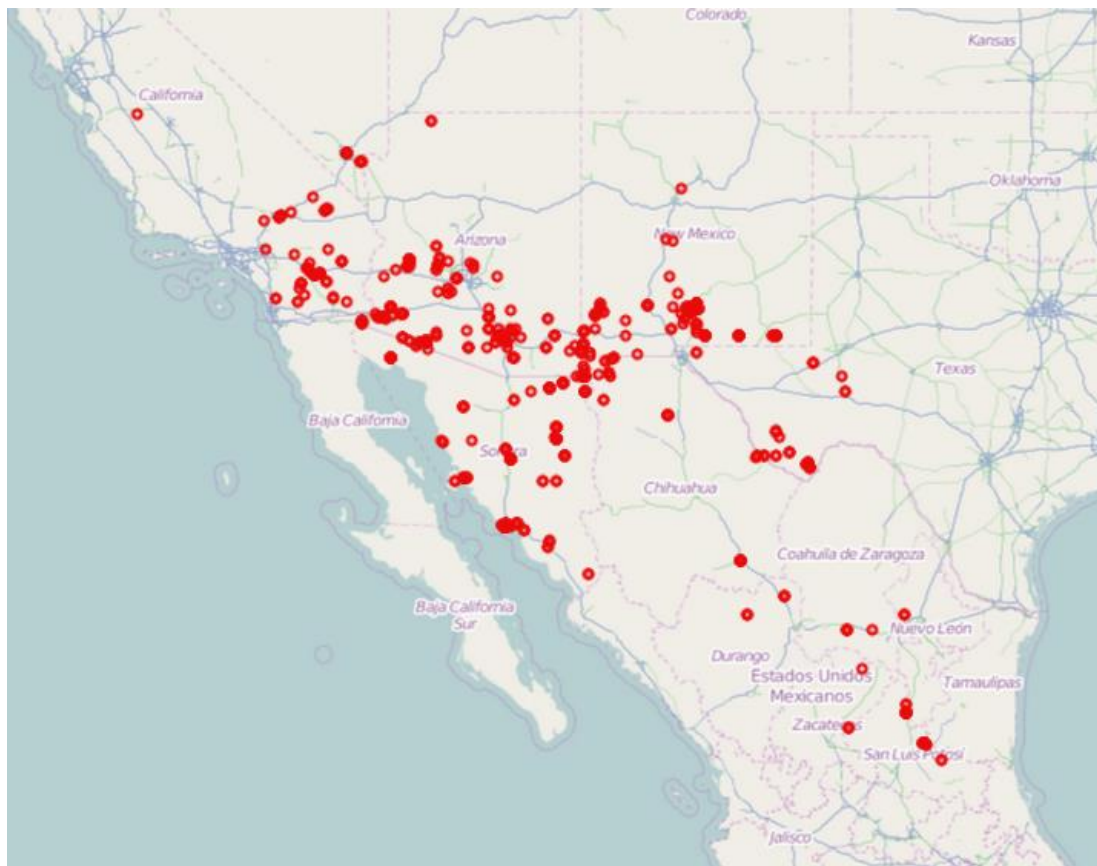 Colorado
Kansas
California
Oklahoma
New Mexico
Arizona
Texas
Baja California
Sonora
Chihuahua
Coahuila de Zaragoza
Baja California
Sur
Nuevo León
Durango
Estados Unidos
Mexicanos
Tamaulipas
Zacatecas
San Luis Potosí
Jalisco